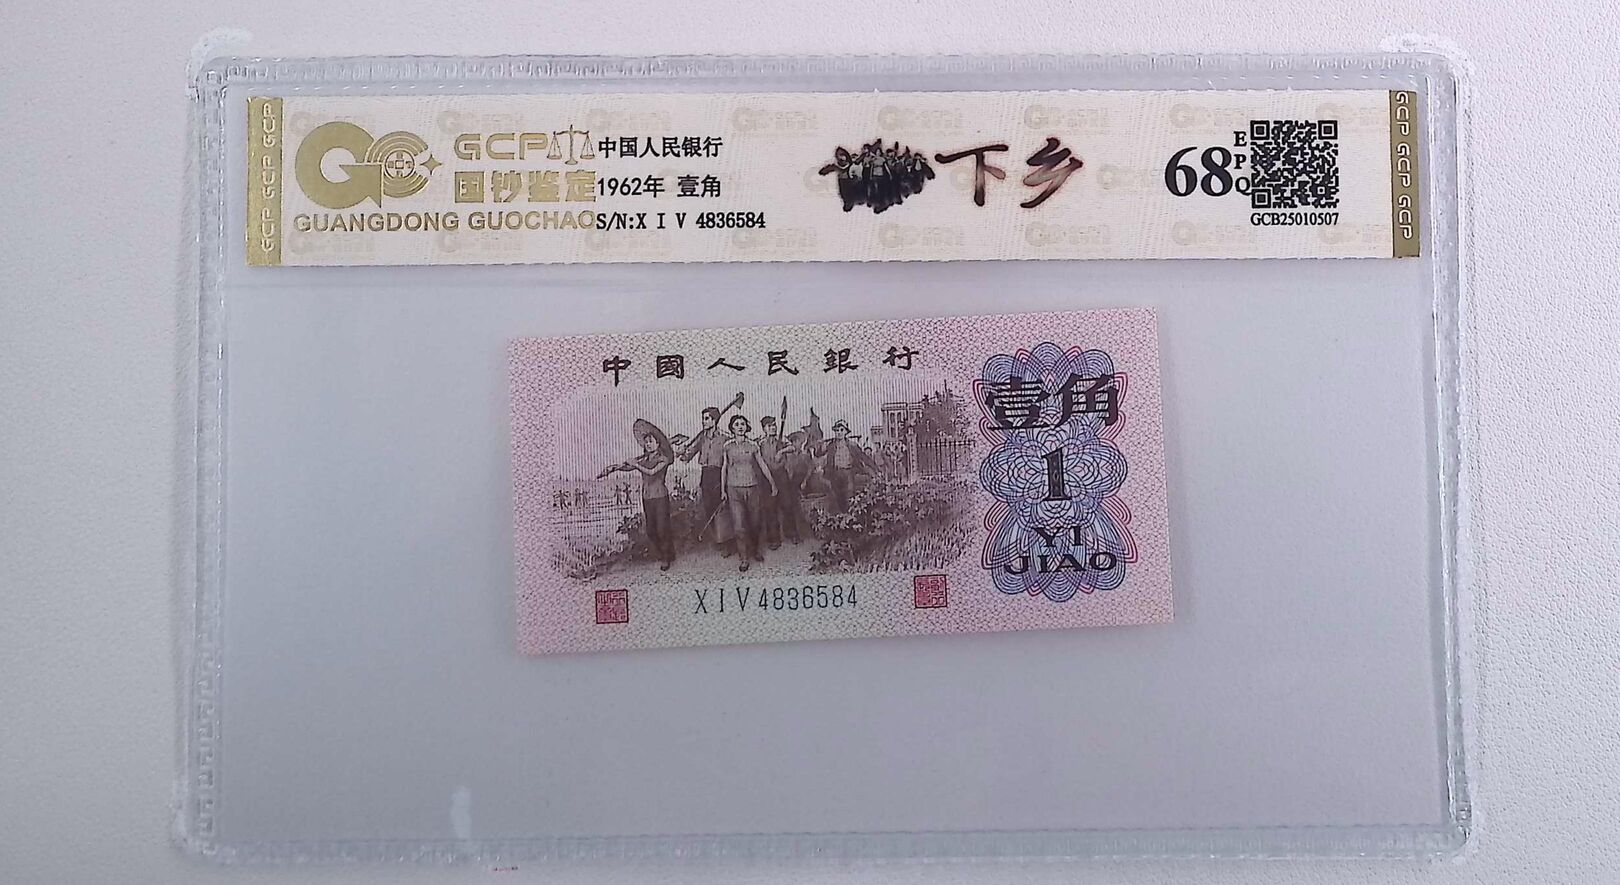 GCP GCP GCP
GCP
国钞鉴定
GUANGDONG GUOCHAO
中国人民银行
1962年 壹角
S/N:X I V 4836584
下乡
68
EPQ
GCB25010507
GCP GCP GCP
中國人民銀行
壹角
1
YI
JIAO
X I V 4836584